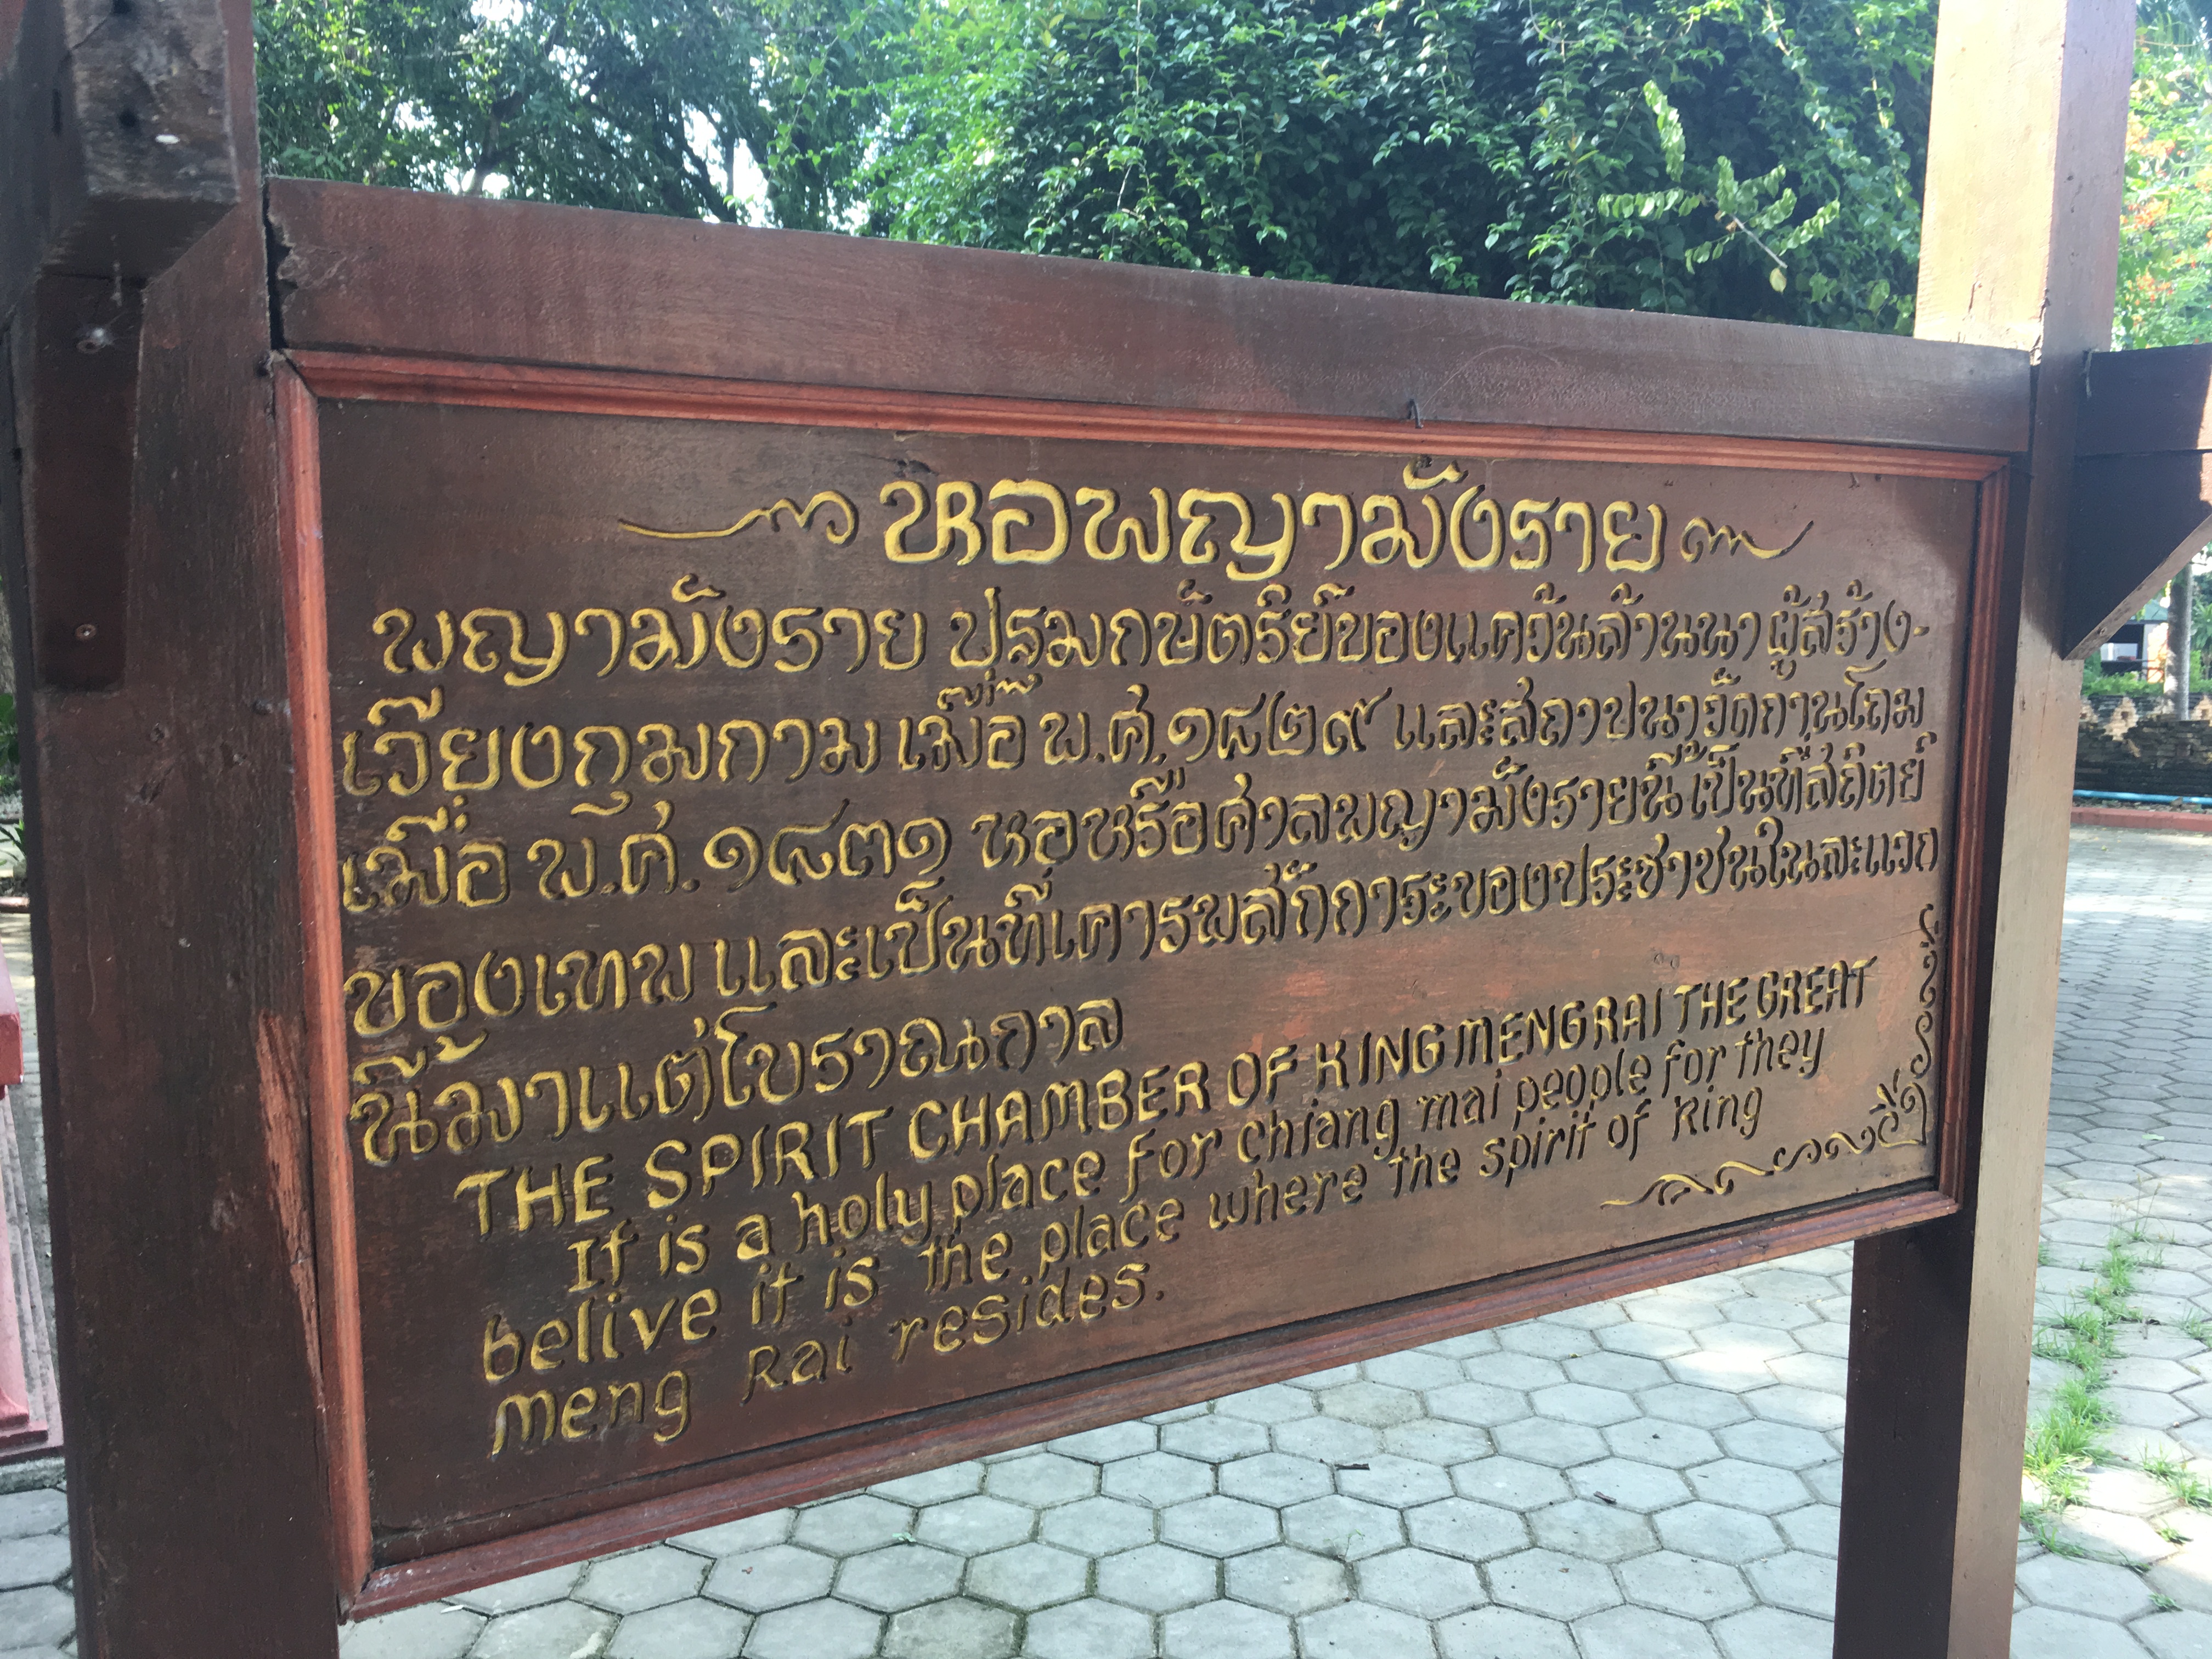 หอพญามังราย
พญามังราย ปฐมกษัตริย์ของแคว้นล้านนา ผู้สร้าง-
เวียงกุมกาม เมื่อ พ.ศ. ๑๘๒๙ และสถาปนาวัดกานโถม
เมื่อ พ.ศ. ๑๘๓๑ หอหรือศาลพญามังรายนี้ เป็นที่สถิตย์
ของเทพ และเป็นที่เคารพสักการะของประชาชนในละแวก
นี้มาแต่โบราณกาล
THE SPIRIT CHAMBER OF KING MENGRAI THE GREAT
It is a holy place for chiang mai people for they
belive it is the place where the spirit of king
meng Rai resides.